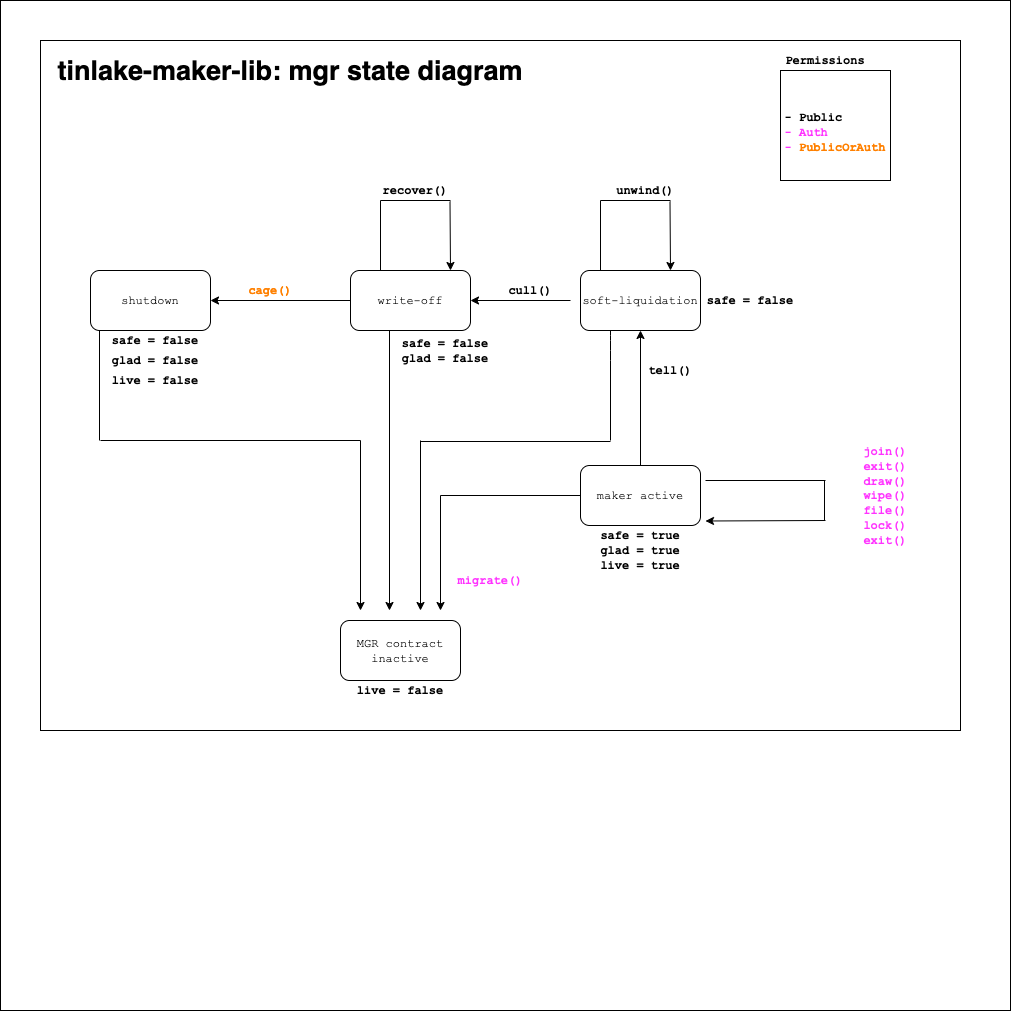 tinlake-maker-lib: mgr state diagram
Permissions
- Public
- Auth
- PublicOrAuth
recover()
unwind()
shutdown
cage()
write-off
cull()
soft-liquidation
safe = false
safe = false
glad = false
live = false
safe = false
glad = false
tell()
join()
exit()
draw()
wipe()
file()
lock()
exit()
maker active
safe = true
glad = true
live = true
migrate()
MGR contract
inactive
live = false